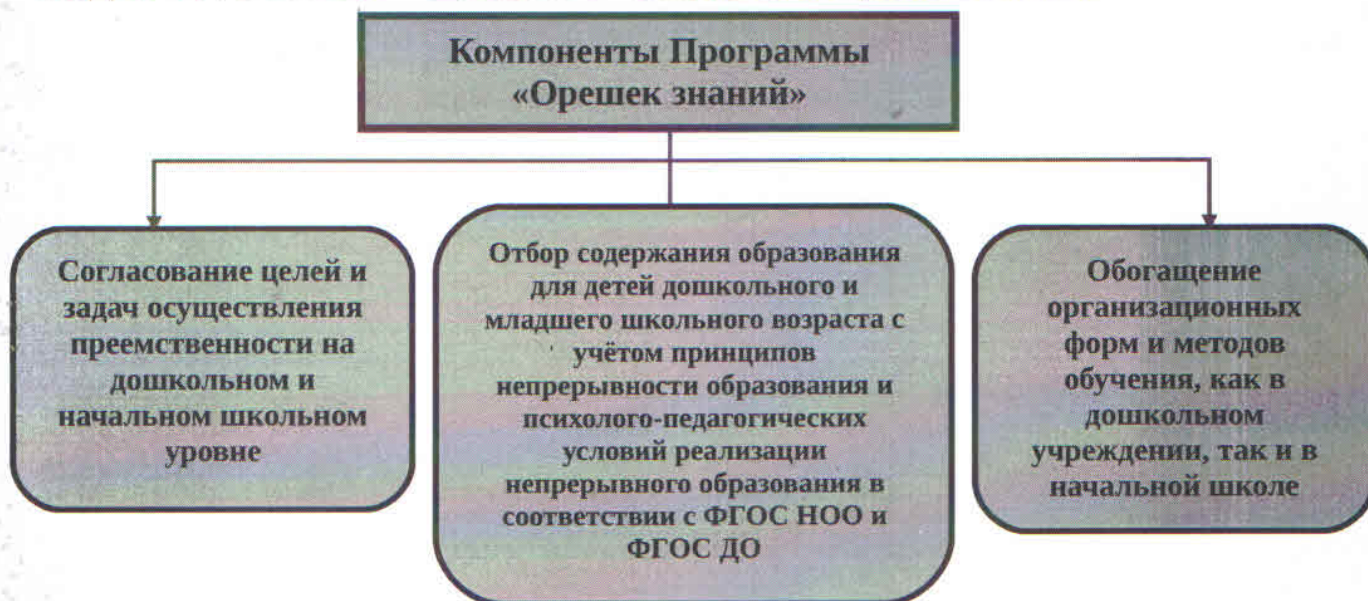 Компоненты Программы
«Орешек знаний»
Согласование целей и
задач осуществления
преемственности на
дошкольном и
начальном школьном
уровне
Отбор содержания образования
для детей дошкольного и
младшего школьного возраста с
учётом принципов
непрерывности образования и
психолого-педагогических
условий реализации
непрерывного образования в
соответствии с ФГОС НОО и
ФГОС ДО
Обогащение
организационных
форм и методов
обучения, как в
дошкольном
учреждении, так и в
начальной школе